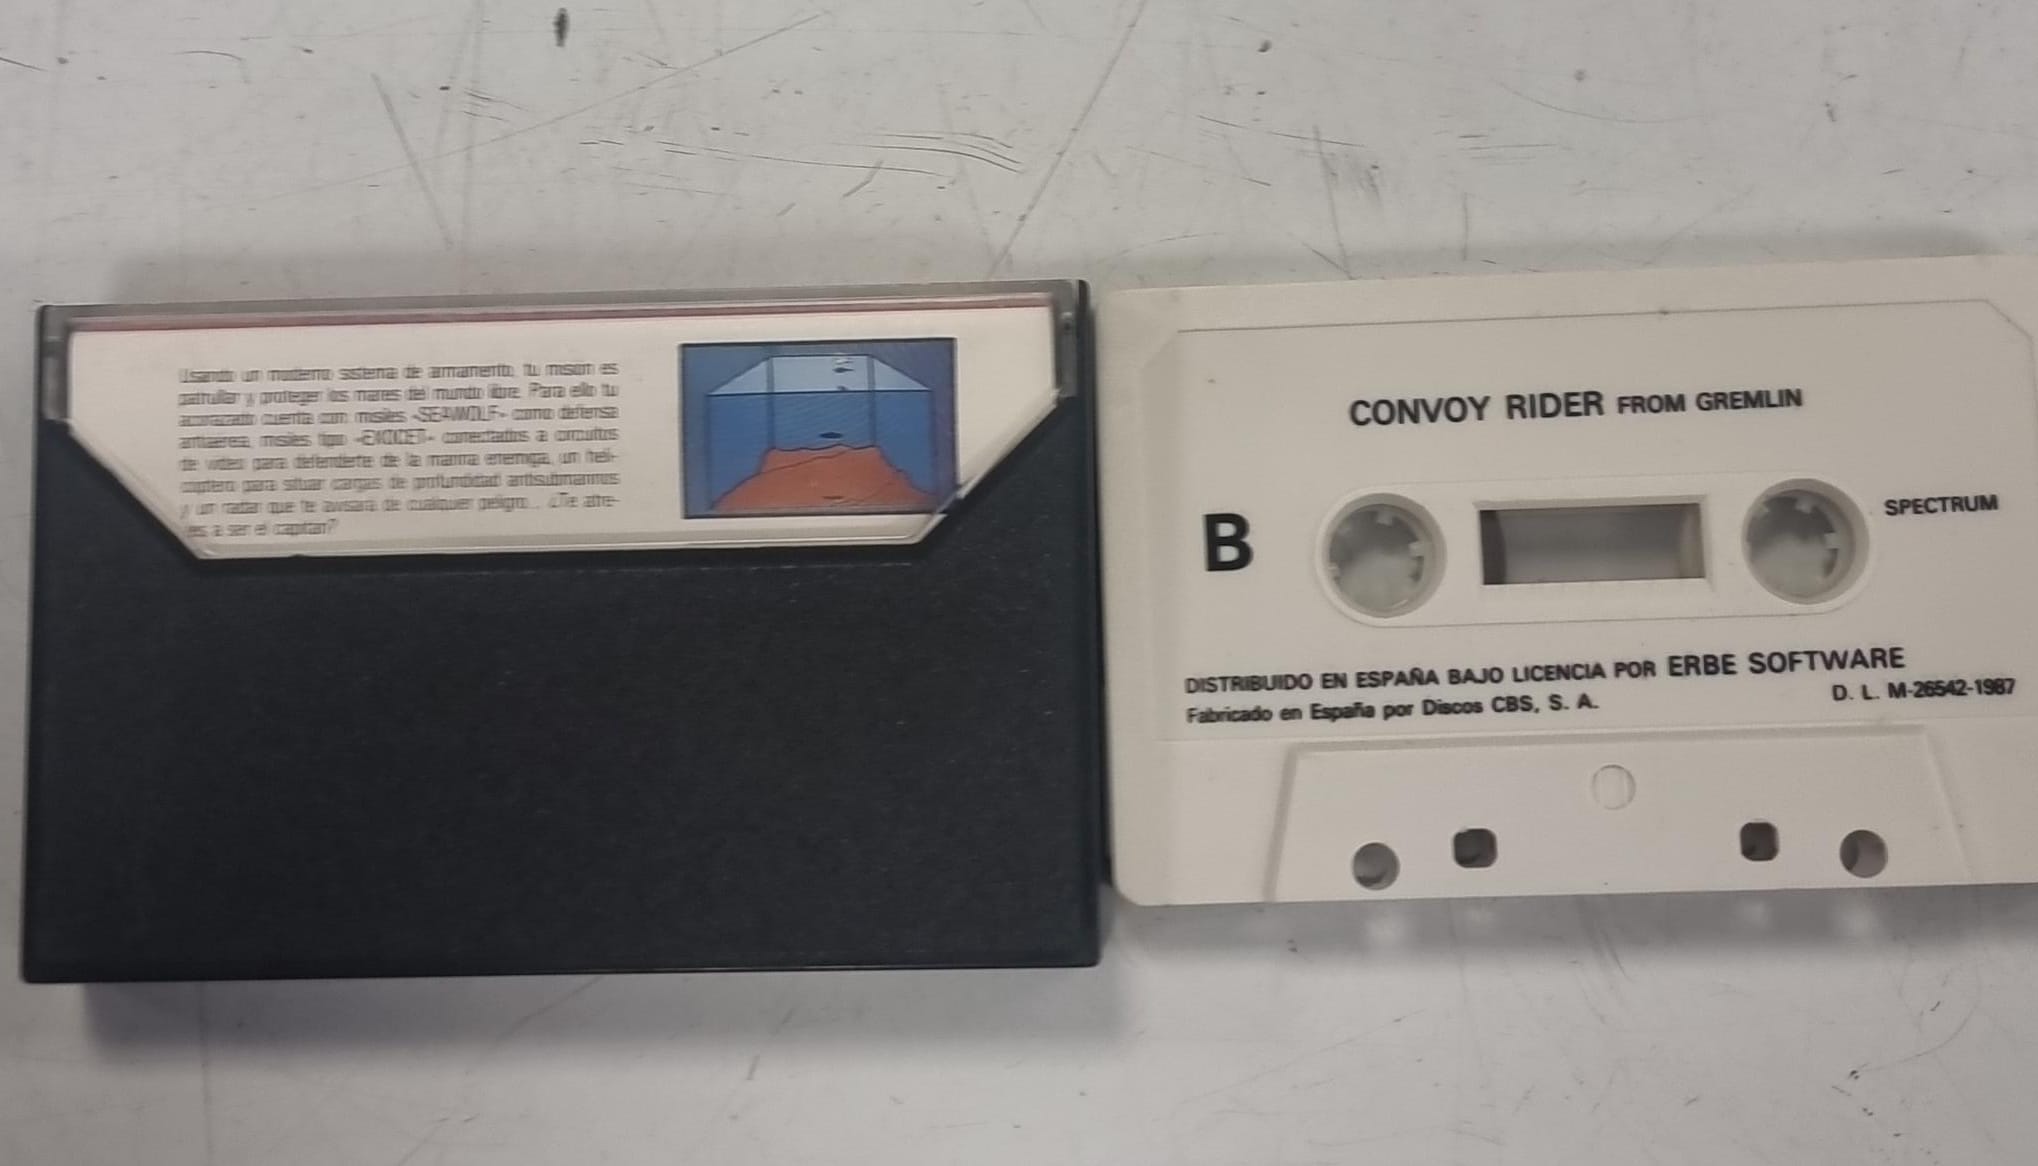 Usando un moderno sistema de armamento, tu misión es
patrullar y proteger los mares del mundo libre. Para ello tu
acorazado cuenta con misiles «SEAWOLF» como defensa
antiaerea, misiles tipo «EXOCET» conectados a circuitos
de video para defenderte de la marina enemiga, un heli-
coptero para situar cargas de profundidad antisubmarinos
y un radar que te avisará de cualquier peligro... ¿Te atre-
ves a ser el capitan?
CONVOY RIDER FROM GREMLIN
B
SPECTRUM
DISTRIBUIDO EN ESPAÑA BAJO LICENCIA POR ERBE SOFTWARE
Fabricado en España por Discos CBS, S. A.
D. L. M-26542-1987